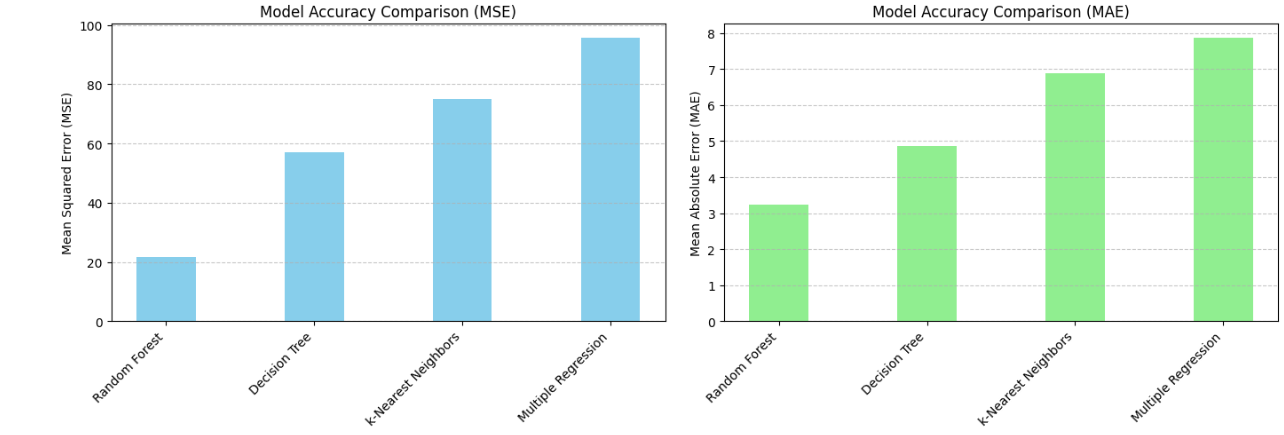 Model Accuracy Comparison (MSE)
Mean Squared Error (MSE)
100
80
60
40
20
0
Random Forest
Decision Tree
k-Nearest Neighbors
Multiple Regression
Model Accuracy Comparison (MAE)
Mean Absolute Error (MAE)
8
7
6
5
4
3
2
1
0
Random Forest
Decision Tree
k-Nearest Neighbors
Multiple Regression